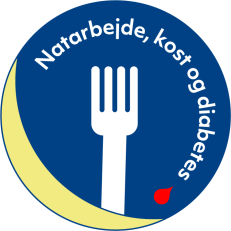 Natarbejde, kost og diabetes